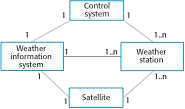 Control
system
1
1
1
1..n
Weather
information
system
1
1..n
Weather
station
1
1..n
1
1
Satellite